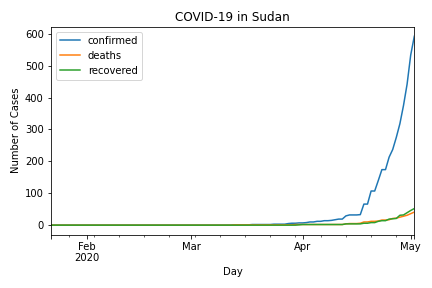 COVID-19 in Sudan
confirmed
deaths
recovered
Number of Cases
600
500
400
300
200
100
0
Feb
2020
Mar
Apr
May
Day